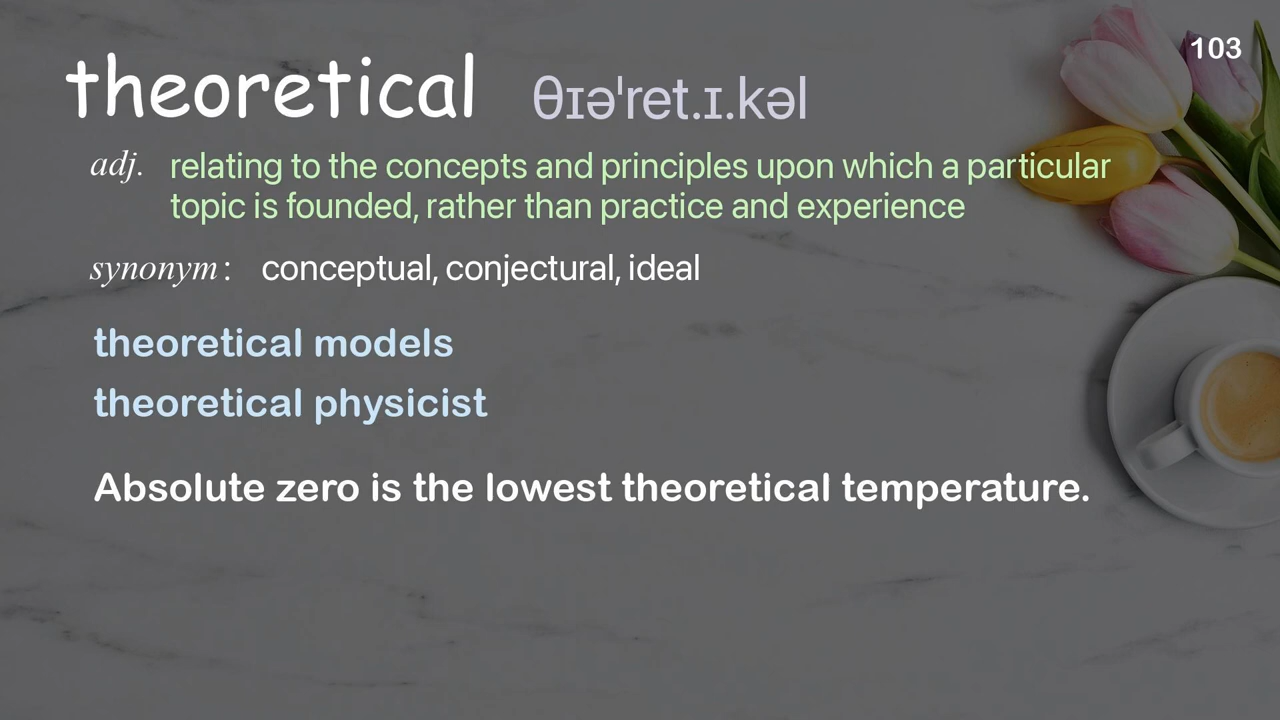 103
theoretical θɪəˈret.ɪ.kəl
adj. relating to the concepts and principles upon which a particular
topic is founded, rather than practice and experience
synonym: conceptual, conjectural, ideal
theoretical models
theoretical physicist
Absolute zero is the lowest theoretical temperature.